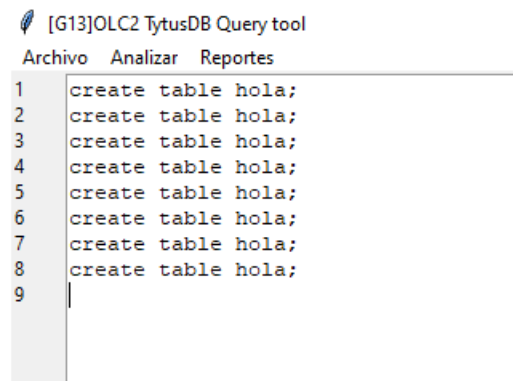 [G13]OLC2 TytusDB Query tool
Archivo Analizar Reportes
1 create table hola;
2 create table hola;
3 create table hola;
4 create table hola;
5 create table hola;
6 create table hola;
7 create table hola;
8 create table hola;
9